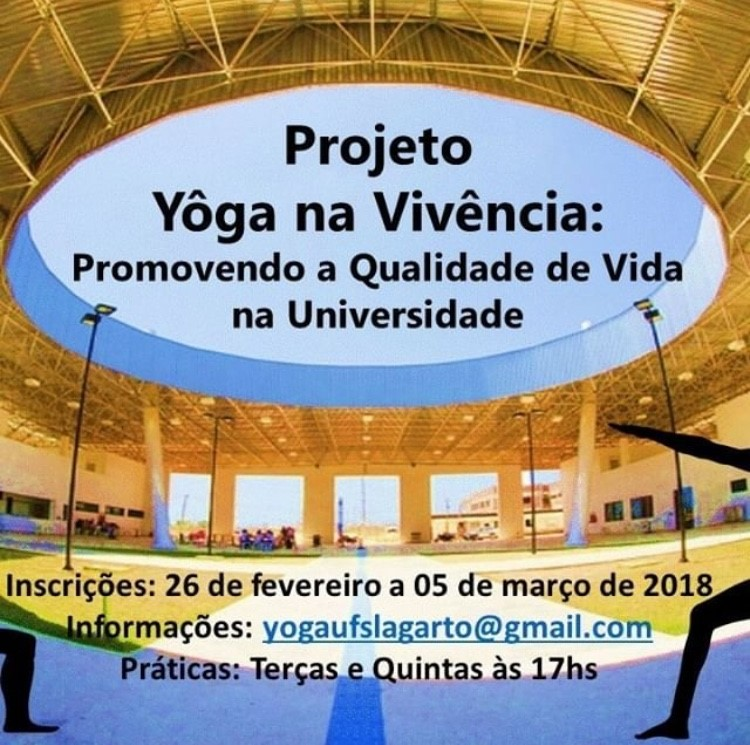 Projeto
Yôga na Vivência:
Promovendo a Qualidade de Vida
na Universidade
Inscrições: 26 de fevereiro a 05 de março de 2018
Informações: yogaufslagarto@gmail.com
Práticas: Terças e Quintas às 17hs